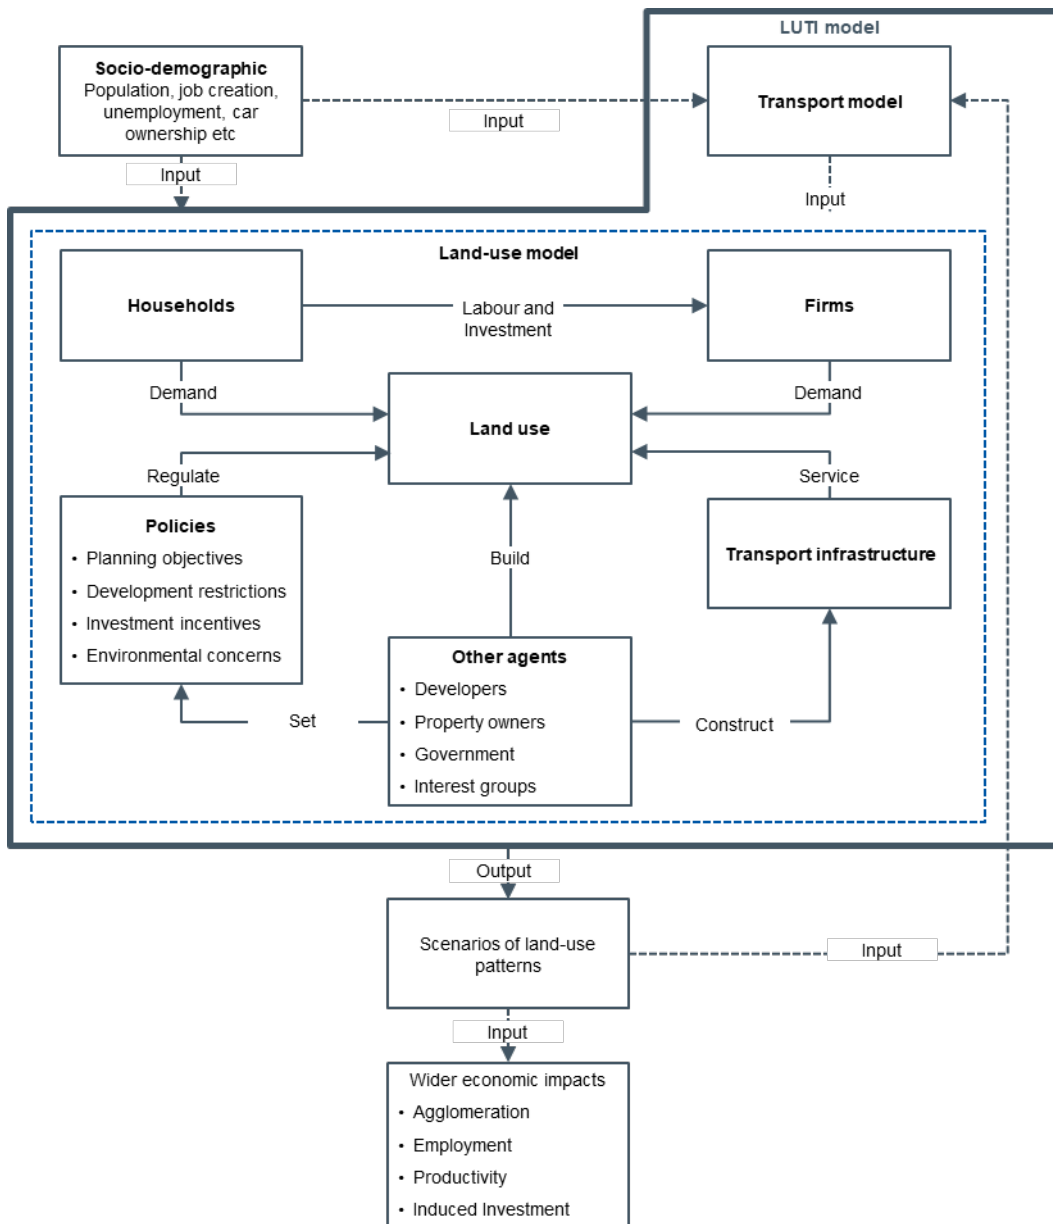 LUTI model
Socio-demographic
Population, job creation,
unemployment, car
ownership etc
Input
Transport model
Input
Input
Land-use model
Households
Labour and
Investment
Firms
Demand
Demand
Land use
Regulate
Service
Policies
• Planning objectives
• Development restrictions
• Investment incentives
• Environmental concerns
Build
Transport infrastructure
Other agents
• Developers
• Property owners
• Government
• Interest groups
Set
Construct
Output
Scenarios of land-use
patterns
Input
Input
Wider economic impacts
• Agglomeration
• Employment
• Productivity
• Induced Investment